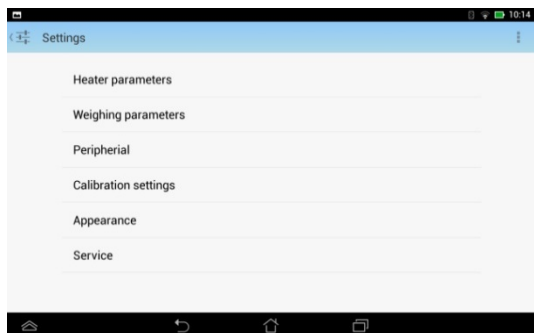 10:14
Settings
Heater parameters
Weighing parameters
Peripherial
Calibration settings
Appearance
Service